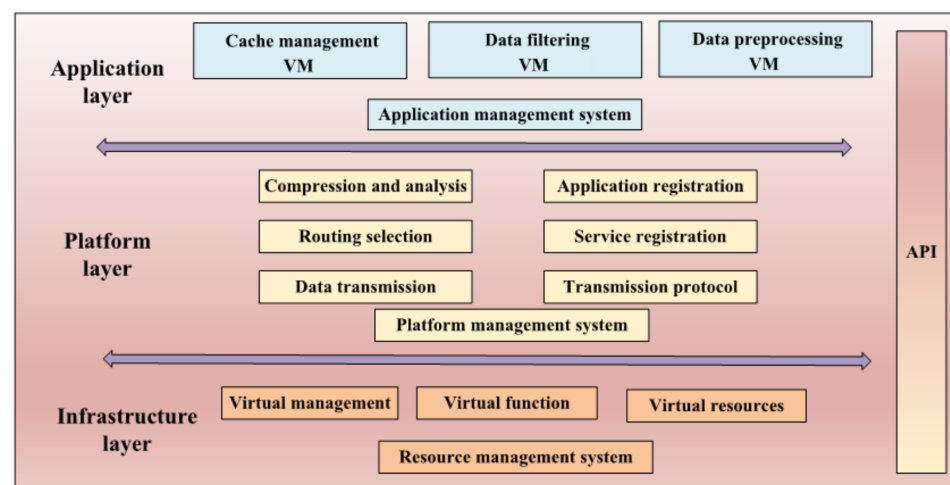 Cache management
VM
Data filtering
VM
Data preprocessing
VM
Application
layer
Application management system
Compression and analysis
Application registration
Routing selection
Service registration
Platform
layer
Data transmission
Transmission protocol
Platform management system
API
Virtual management
Virtual function
Virtual resources
Infrastructure
layer
Resource management system